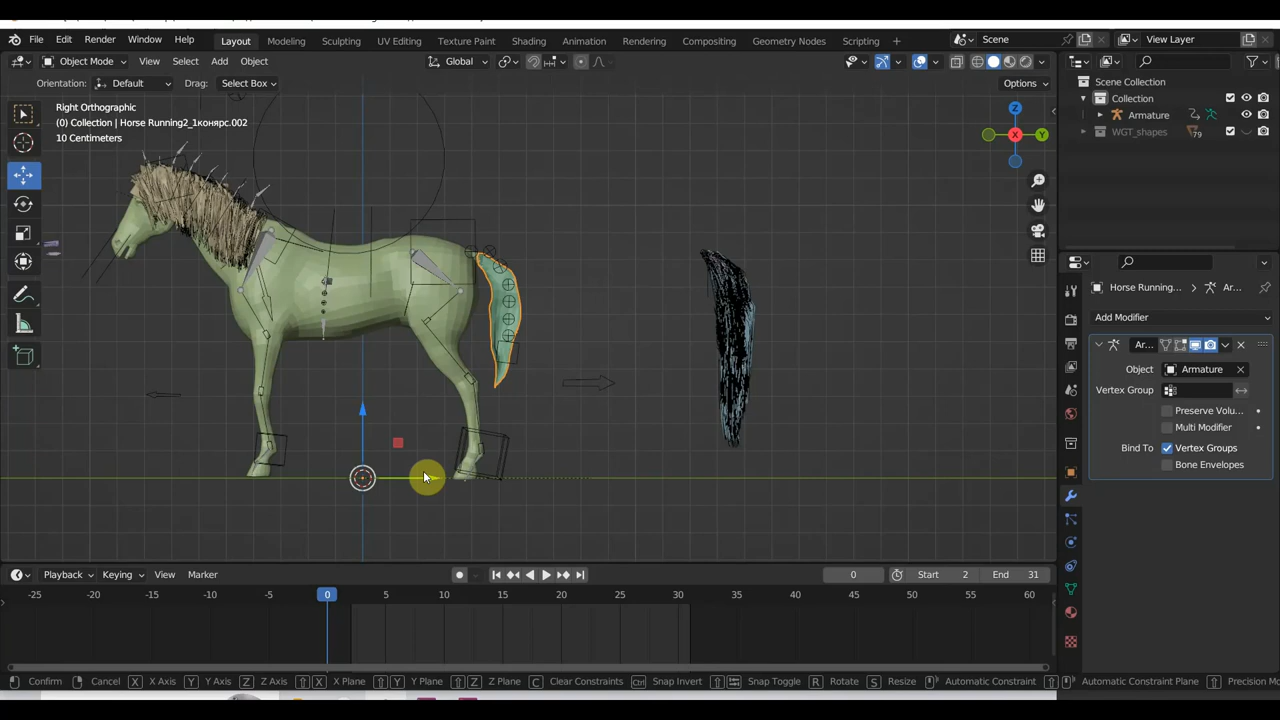 File Edit Render Window Help Layout Modeling Sculpting UV Editing Texture Paint Shading Animation Rendering Compositing Geometry Nodes Scripting + Scene View Layer
Object Mode View Select Add Object Global Options
Orientation: Default Drag: Select Box
Right Orthographic
(0) Collection | Horse Running2_1конярс.002
10 Centimeters
Z
Y
X
Scene Collection
Collection
Armature
WGT_shapes 79
Horse Running... Ar...
Add Modifier
Ar...
Object Armature
Vertex Group
Preserve Volu...
Multi Modifier
Bind To Vertex Groups
Bone Envelopes
Playback Keying View Marker 0 Start 2 End 31
-25 -20 -15 -10 -5 0 5 10 15 20 25 30 35 40 45 50 55 60
Confirm Cancel X X Axis Y Y Axis Z Z Axis X X Plane Y Y Plane Z Z Plane C Clear Constraints Snap Invert Snap Toggle R Rotate S Resize Automatic Constraint Automatic Constraint Plane Precision Mo